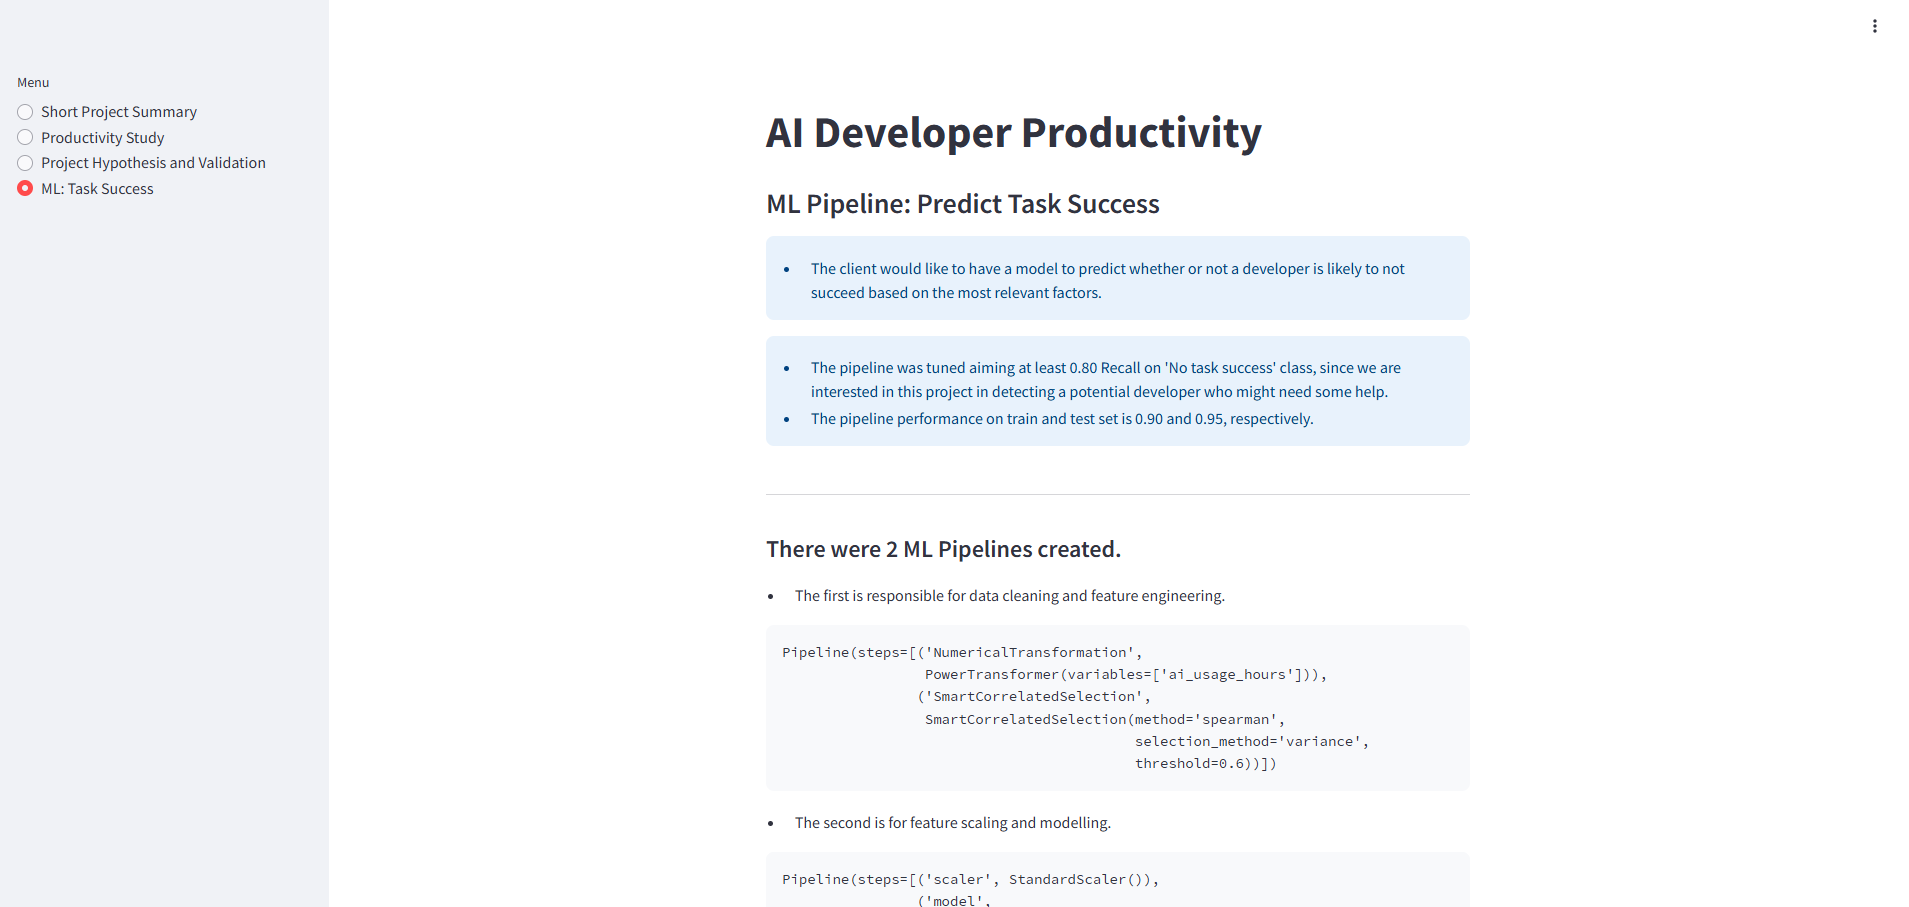 Menu
Short Project Summary
Productivity Study
Project Hypothesis and Validation
ML: Task Success
AI Developer Productivity
ML Pipeline: Predict Task Success
• The client would like to have a model to predict whether or not a developer is likely to not
succeed based on the most relevant factors.
• The pipeline was tuned aiming at least 0.80 Recall on 'No task success' class, since we are
interested in this project in detecting a potential developer who might need some help.
• The pipeline performance on train and test set is 0.90 and 0.95, respectively.
There were 2 ML Pipelines created.
• The first is responsible for data cleaning and feature engineering.
Pipeline(steps=[('NumericalTransformation',
PowerTransformer(variables=['ai_usage_hours'])),
('SmartCorrelatedSelection',
SmartCorrelatedSelection(method='spearman',
selection_method='variance',
threshold=0.6))])
• The second is for feature scaling and modelling.
Pipeline(steps=[('scaler', StandardScaler()),
('model',